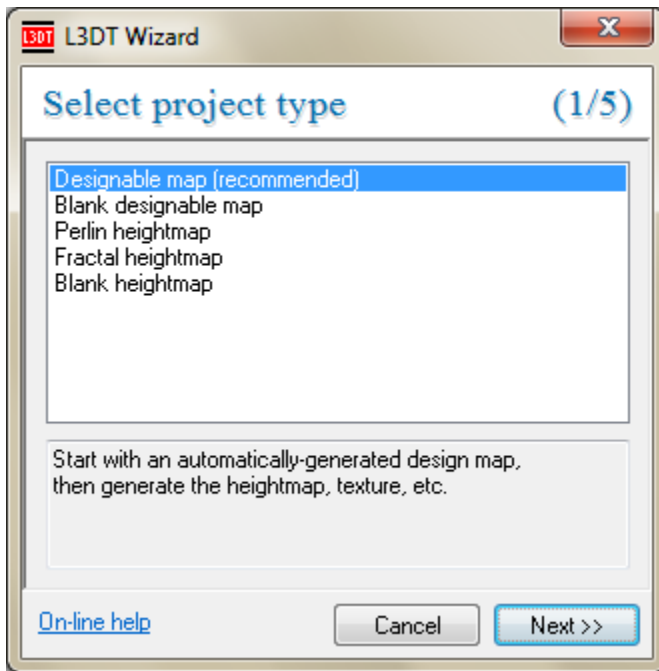 L3DT L3DT Wizard
Select project type (1/5)
Designable map (recommended)
Blank designable map
Perlin heightmap
Fractal heightmap
Blank heightmap
Start with an automatically-generated design map,
then generate the heightmap, texture, etc.
On-line help Cancel Next >>